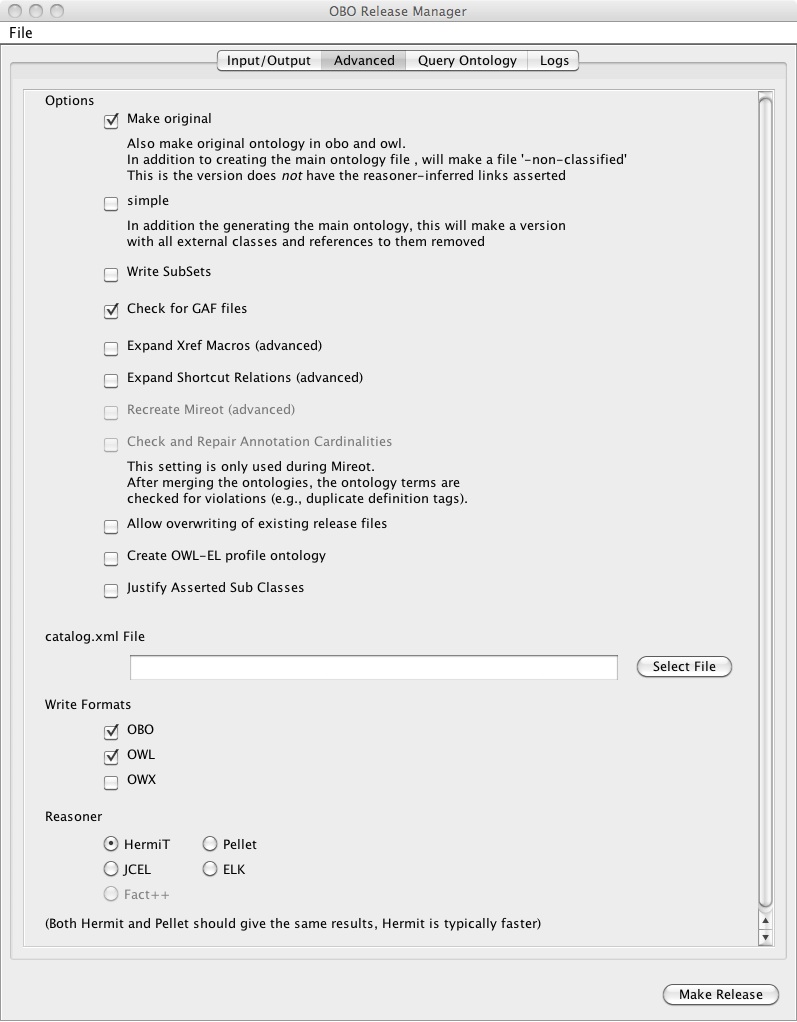 OBO Release Manager
File
Input/Output Advanced Query Ontology Logs
Options
Make original
Also make original ontology in obo and owl.
In addition to creating the main ontology file , will make a file '-non-classified'
This is the version does not have the reasoner-inferred links asserted
simple
In addition the generating the main ontology, this will make a version
with all external classes and references to them removed
Write SubSets
Check for GAF files
Expand Xref Macros (advanced)
Expand Shortcut Relations (advanced)
Recreate Mireot (advanced)
Check and Repair Annotation Cardinalities
This setting is only used during Mireot.
After merging the ontologies, the ontology terms are
checked for violations (e.g., duplicate definition tags).
Allow overwriting of existing release files
Create OWL-EL profile ontology
Justify Asserted Sub Classes
catalog.xml File
Select File
Write Formats
OBO
OWL
OWX
Reasoner
HermiT Pellet
JCEL ELK
Fact++
(Both Hermit and Pellet should give the same results, Hermit is typically faster)
Make Release